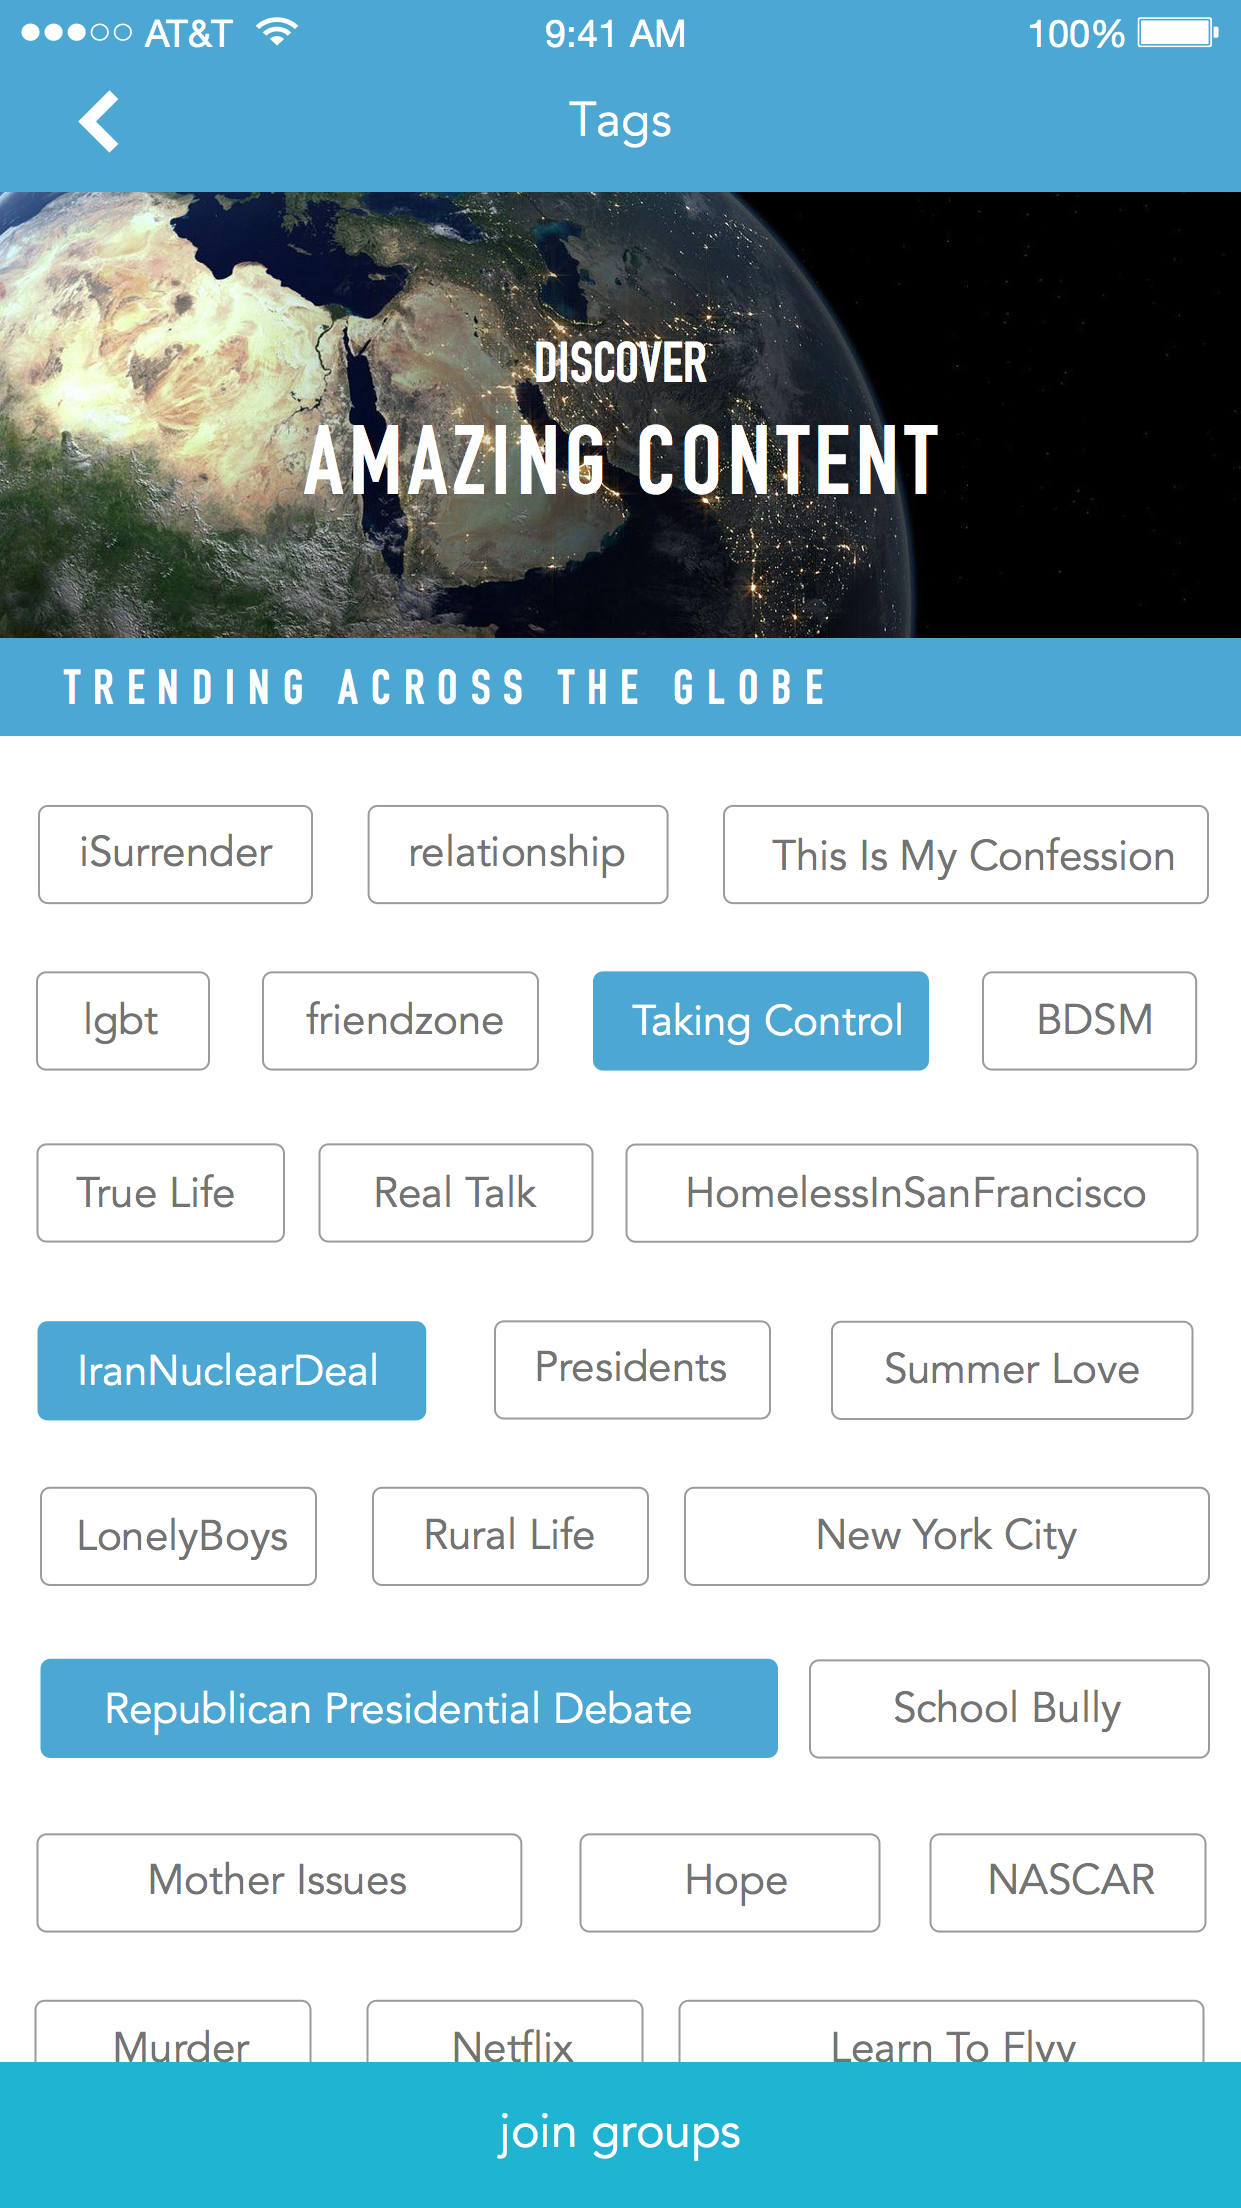 AT&T 9:41 AM 100%
Tags
DISCOVER
AMAZING CONTENT
TRENDING ACROSS THE GLOBE
iSurrender relationship This Is My Confession
lgbt friendzone Taking Control BDSM
True Life Real Talk HomelessInSanFrancisco
IranNuclearDeal Presidents Summer Love
LonelyBoys Rural Life New York City
Republican Presidential Debate School Bully
Mother Issues Hope NASCAR
Murder Netflix Learn To Flyy
join groups